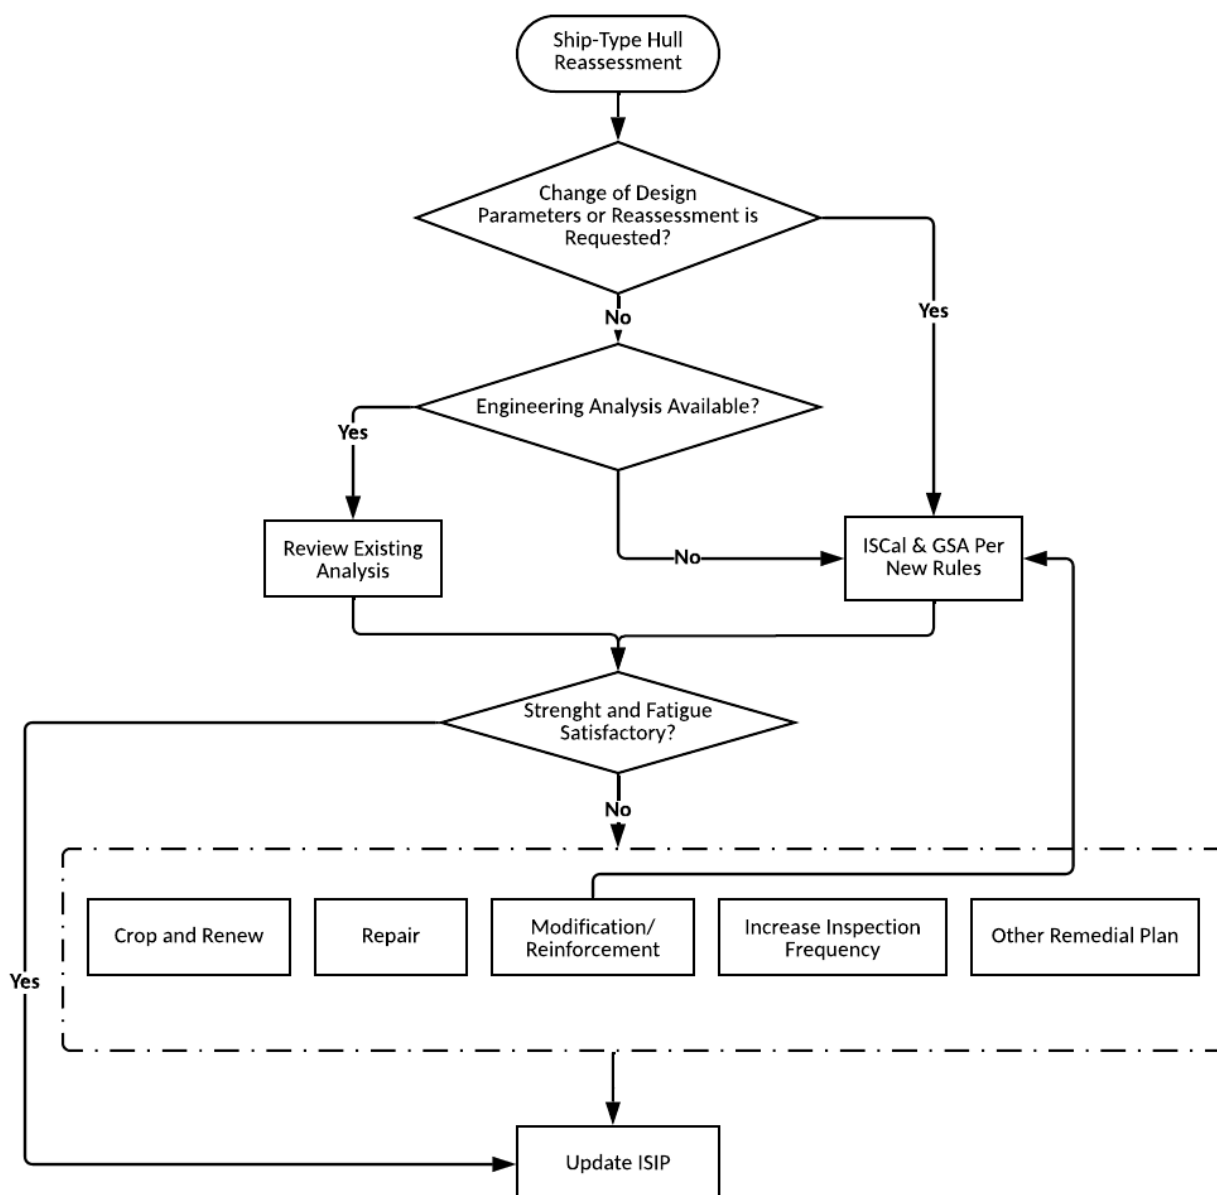 Ship-Type Hull
Reassessment
Change of Design
Parameters or Reassessment is
Requested?
No
Yes
Engineering Analysis Available?
Yes
Review Existing
Analysis
No
ISCal & GSA Per
New Rules
Strenght and Fatigue
Satisfactory?
No
Crop and Renew
Repair
Modification/
Reinforcement
Increase Inspection
Frequency
Other Remedial Plan
Yes
Update ISIP